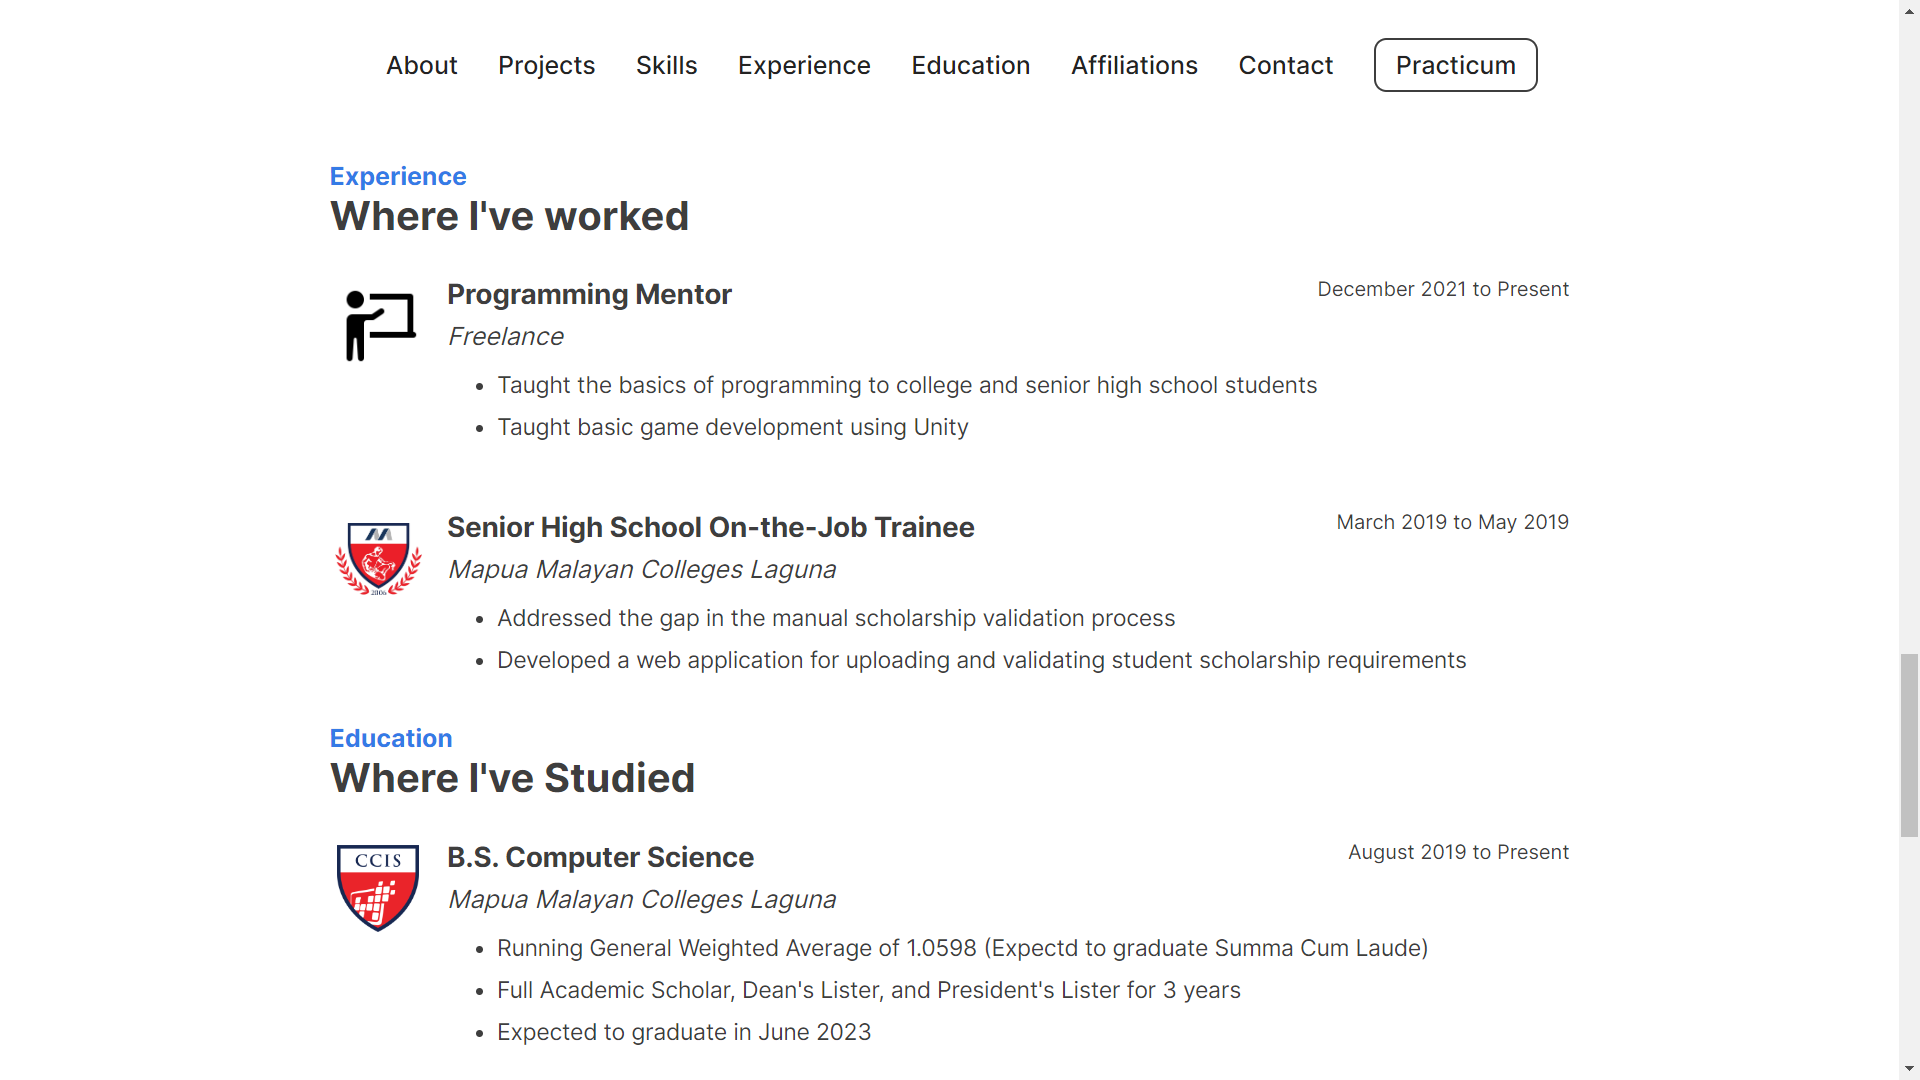 About Projects Skills Experience Education Affiliations Contact Practicum
Experience
Where I've worked
Programming Mentor
December 2021 to Present
Freelance
• Taught the basics of programming to college and senior high school students
• Taught basic game development using Unity
Senior High School On-the-Job Trainee
March 2019 to May 2019
Mapua Malayan Colleges Laguna
2006
• Addressed the gap in the manual scholarship validation process
• Developed a web application for uploading and validating student scholarship requirements
Education
Where I've Studied
CCIS
B.S. Computer Science
August 2019 to Present
Mapua Malayan Colleges Laguna
• Running General Weighted Average of 1.0598 (Expectd to graduate Summa Cum Laude)
• Full Academic Scholar, Dean's Lister, and President's Lister for 3 years
• Expected to graduate in June 2023